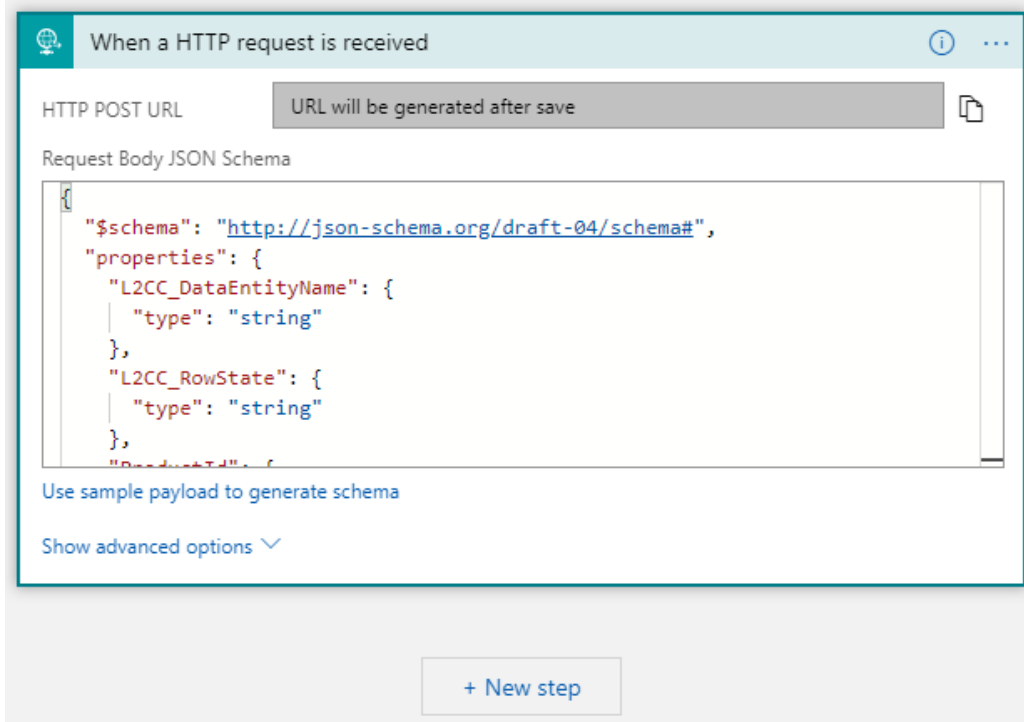 When a HTTP request is received
HTTP POST URL
URL will be generated after save
Request Body JSON Schema
{
"$schema": "http://json-schema.org/draft-04/schema#",
"properties": {
"L2CC_DataEntityName": {
"type": "string"
},
"L2CC_RowState": {
"type": "string"
},
"ProductId": {
Use sample payload to generate schema
Show advanced options
+ New step